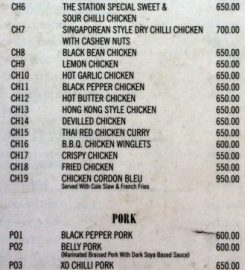 CH6 THE STATION SPECIAL SWEET & 650.00
SOUR CHILLI CHICKEN
CH7 SINGAPOREAN STYLE DRY CHILLI CHICKEN 700.00
WITH CASHEW NUTS
CH8 BLACK BEAN CHICKEN 650.00
CH9 LEMON CHICKEN 650.00
CH10 HOT GARLIC CHICKEN 650.00
CH11 BLACK PEPPER CHICKEN 650.00
CH12 HOT BUTTER CHICKEN 650.00
CH13 HONG KONG STYLE CHICKEN 650.00
CH14 DEVILLED CHICKEN 650.00
CH15 THAI RED CHICKEN CURRY 650.00
CH16 B.B.Q. CHICKEN WINGLETS 600.00
CH17 CRISPY CHICKEN 550.00
CH18 FRIED CHICKEN 550.00
CH19 CHICKEN CORDON BLEU 950.00
Served With Cole Slaw & French Fries
PORK
PO1 BLACK PEPPER PORK 600.00
PO2 BELLY PORK 600.00
(Marinated Braised Pork With Dark Soya Based Sauce)
PO3 XO CHILLI PORK 650.00